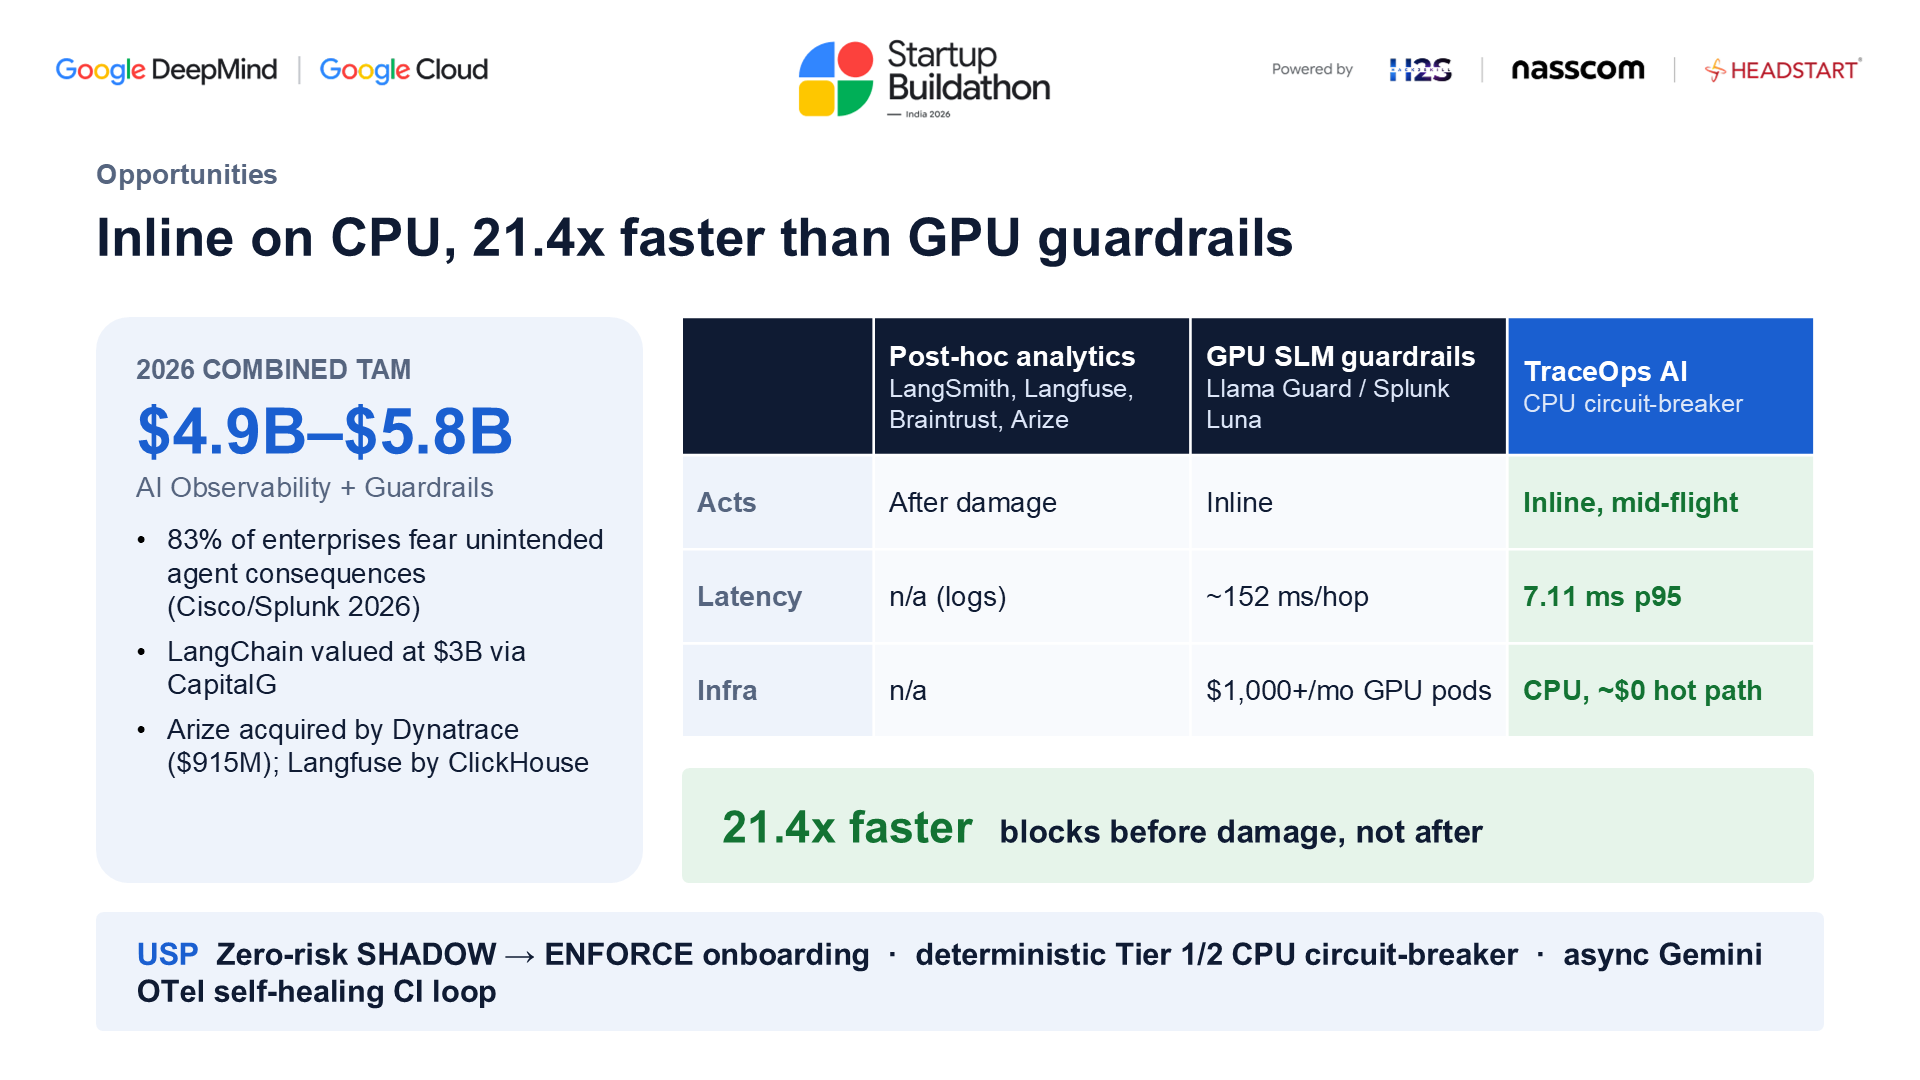 Google DeepMind | Google Cloud
Startup
Buildathon
— India 2026
Powered by H2S | nasscom | HEADSTART
Opportunities
Inline on CPU, 21.4x faster than GPU guardrails
2026 COMBINED TAM
$4.9B–$5.8B
AI Observability + Guardrails
• 83% of enterprises fear unintended
agent consequences
(Cisco/Splunk 2026)
• LangChain valued at $3B via
CapitalG
• Arize acquired by Dynatrace
($915M); Langfuse by ClickHouse
Post-hoc analytics
LangSmith, Langfuse,
Braintrust, Arize
GPU SLM guardrails
Llama Guard / Splunk
Luna
TraceOps AI
CPU circuit-breaker
Acts
After damage
Inline
Inline, mid-flight
Latency
n/a (logs)
~152 ms/hop
7.11 ms p95
Infra
n/a
$1,000+/mo GPU pods
CPU, ~$0 hot path
21.4x faster blocks before damage, not after
USP Zero-risk SHADOW → ENFORCE onboarding · deterministic Tier 1/2 CPU circuit-breaker · async Gemini
OTel self-healing CI loop